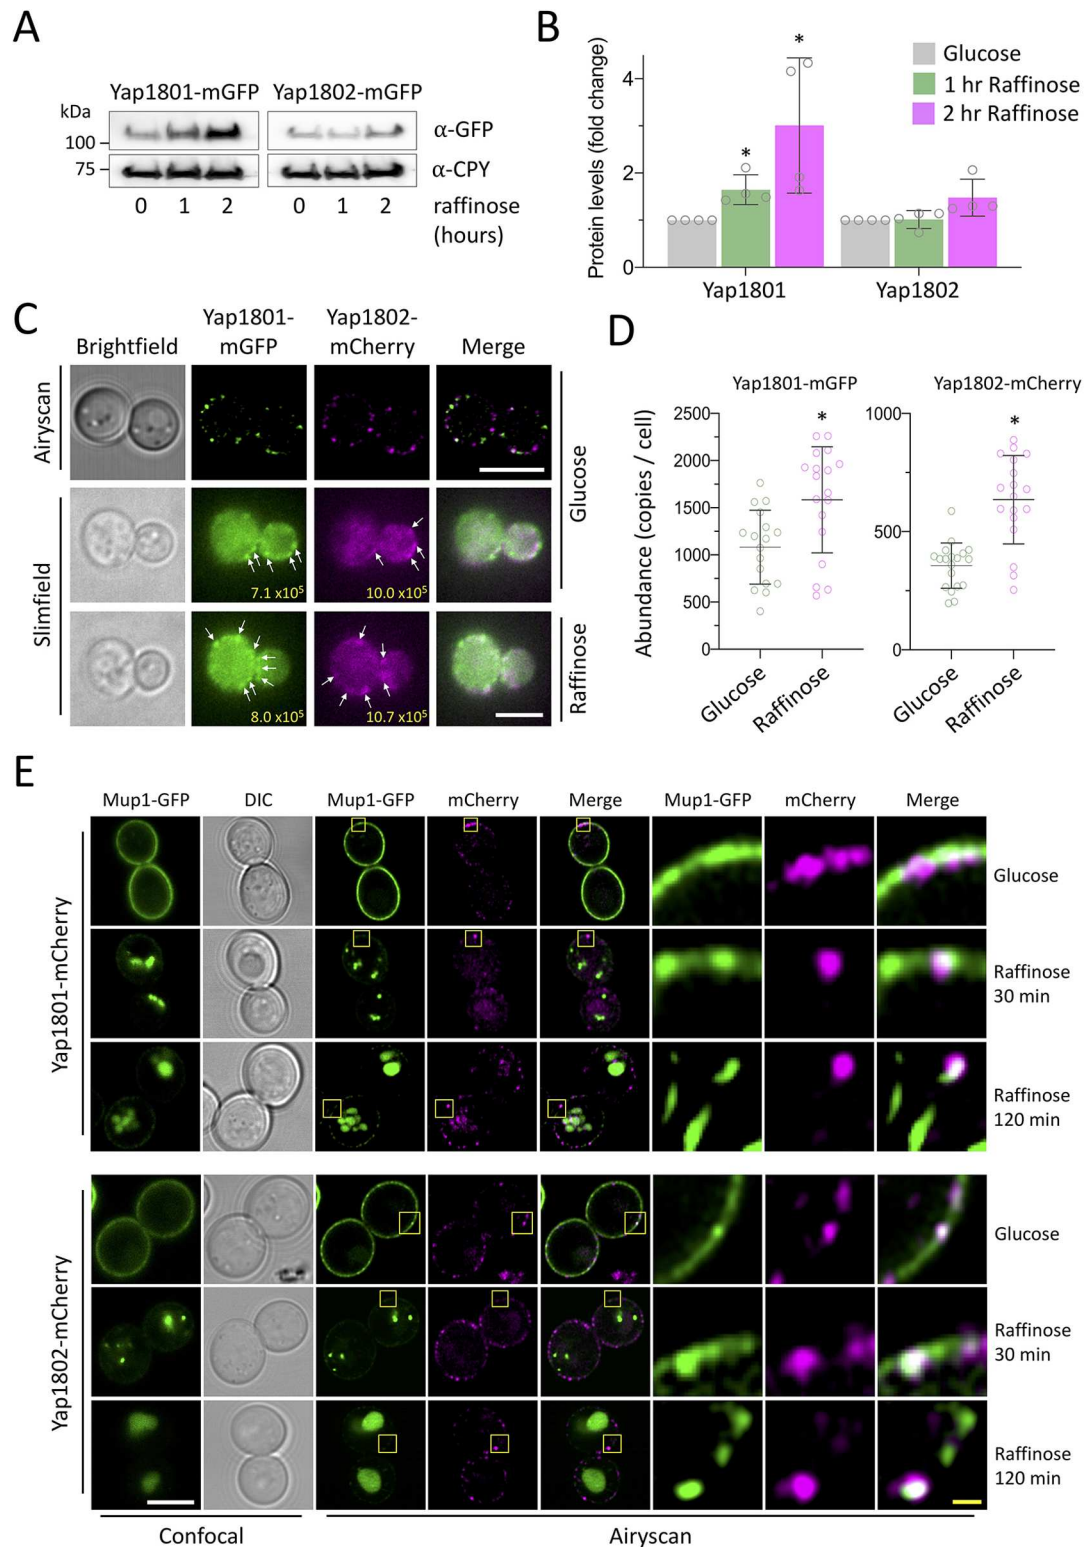 A
Yap1801-mGFP Yap1802-mGFP
kDa
100
α-GFP
75
α-CPY
0 1 2 0 1 2 raffinose
(hours)
B
Protein levels (fold change)
4
2
0
*
*
Glucose
1 hr Raffinose
2 hr Raffinose
Yap1801 Yap1802
C
Brightfield
Yap1801-
mGFP
Yap1802-
mCherry
Merge
Airyscan
Slimfield
Glucose
Raffinose
7.1 x10⁵
10.0 x10⁵
8.0 x10⁵
10.7 x10⁵
D
Yap1801-mGFP
Yap1802-mCherry
Abundance (copies / cell)
2500
2000
1500
1000
500
0
*
Glucose
Raffinose
1000
500
0
*
Glucose
Raffinose
E
Mup1-GFP DIC Mup1-GFP mCherry Merge Mup1-GFP mCherry Merge
Yap1801-mCherry
Glucose
Raffinose
30 min
Raffinose
120 min
Yap1802-mCherry
Glucose
Raffinose
30 min
Raffinose
120 min
Confocal
Airyscan